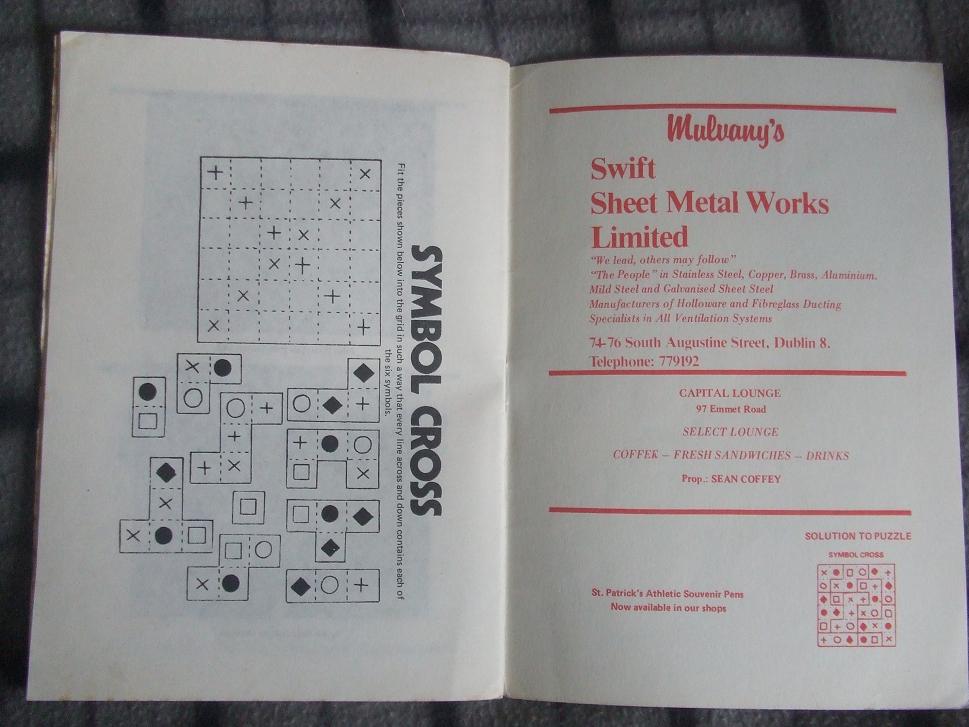 SYMBOL CROSS
Fit the pieces shown below into the grid in such a way that every line across and down contains each of
the six symbols.
Mulvany's
Swift
Sheet Metal Works
Limited
"We lead, others may follow"
"The People" in Stainless Steel, Copper, Brass, Aluminium,
Mild Steel and Galvanised Sheet Steel
Manufacturers of Holloware and Fibreglass Ducting
Specialists in All Ventilation Systems
74-76 South Augustine Street, Dublin 8.
Telephone: 779192
CAPITAL LOUNGE
97 Emmet Road
SELECT LOUNGE
COFFEE – FRESH SANDWICHES – DRINKS
Prop.: SEAN COFFEY
SOLUTION TO PUZZLE
SYMBOL CROSS
St. Patrick's Athletic Souvenir Pens
Now available in our shops